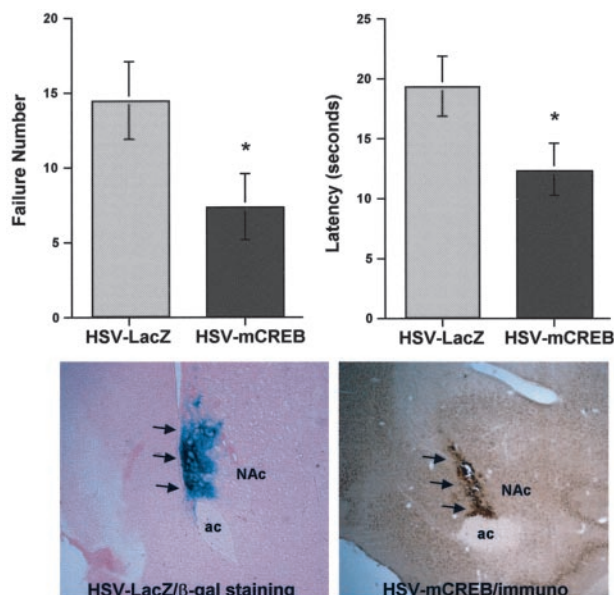 Failure Number
20
15
10
5
0
*
HSV-LacZ HSV-mCREB
Latency (seconds)
25
20
15
10
5
0
*
HSV-LacZ HSV-mCREB
NAc
ac
HSV-LacZ/β-gal staining
NAc
ac
HSV-mCREB/immuno